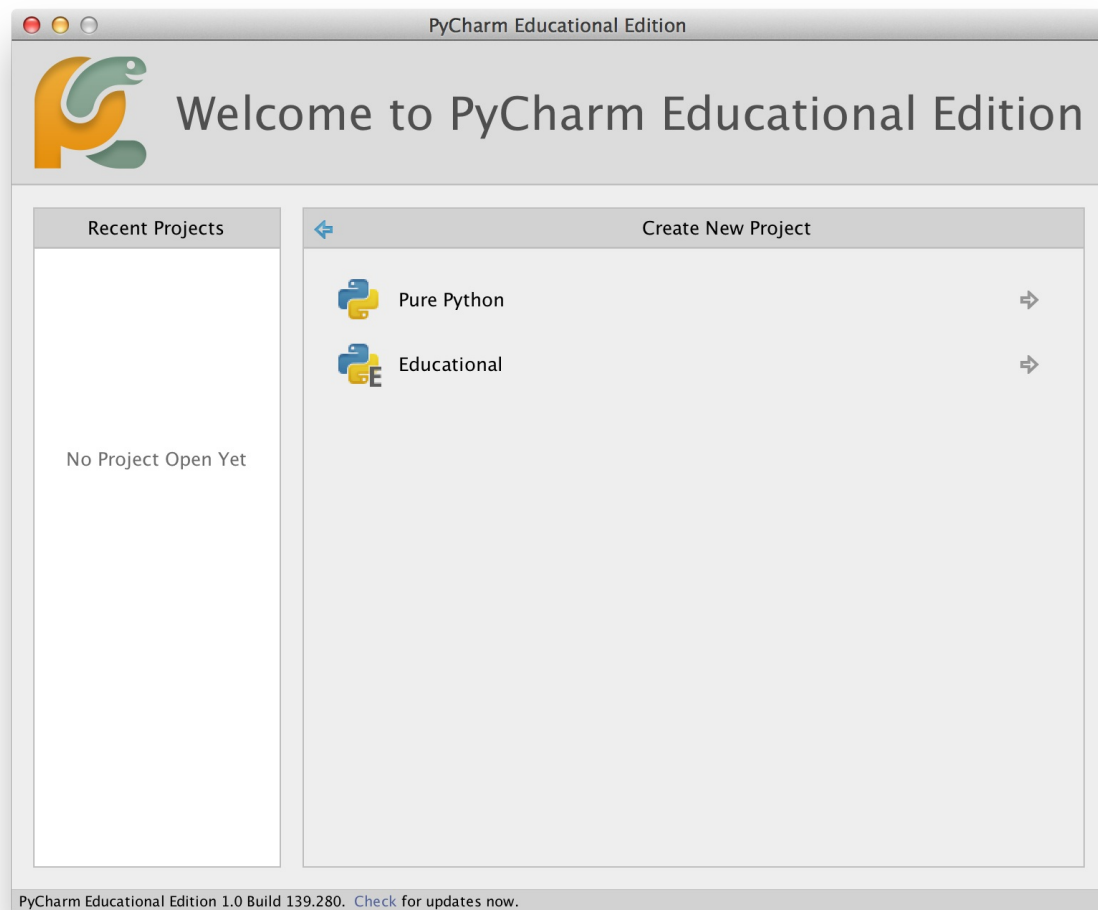 PyCharm Educational Edition
Welcome to PyCharm Educational Edition
Recent Projects
No Project Open Yet
Create New Project
Pure Python
Educational
PyCharm Educational Edition 1.0 Build 139.280. Check for updates now.